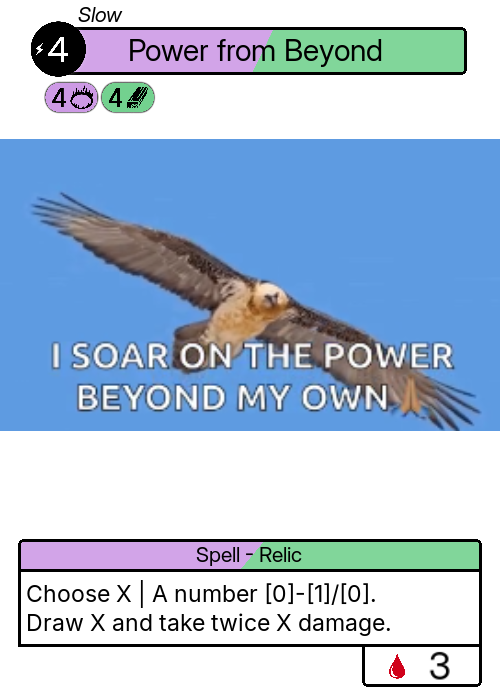 Slow
4 Power from Beyond
4 4
I SOAR ON THE POWER
BEYOND MY OWN
Spell - Relic
Choose X | A number [0]-[1]/[0].
Draw X and take twice X damage.
3